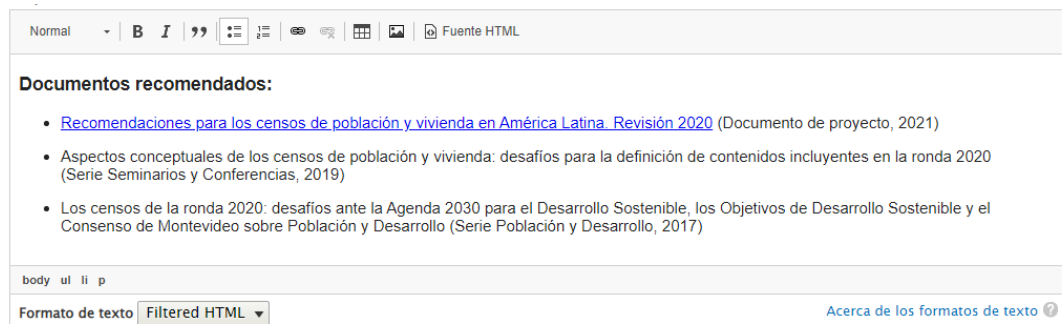 Normal
Fuente HTML
Documentos recomendados:
Recomendaciones para los censos de población y vivienda en América Latina. Revisión 2020 (Documento de proyecto, 2021)
Aspectos conceptuales de los censos de población y vivienda: desafíos para la definición de contenidos incluyentes en la ronda 2020
(Serie Seminarios y Conferencias, 2019)
Los censos de la ronda 2020: desafíos ante la Agenda 2030 para el Desarrollo Sostenible, los Objetivos de Desarrollo Sostenible y el
Consenso de Montevideo sobre Población y Desarrollo (Serie Población y Desarrollo, 2017)
body ul li p
Formato de texto Filtered HTML
Acerca de los formatos de texto